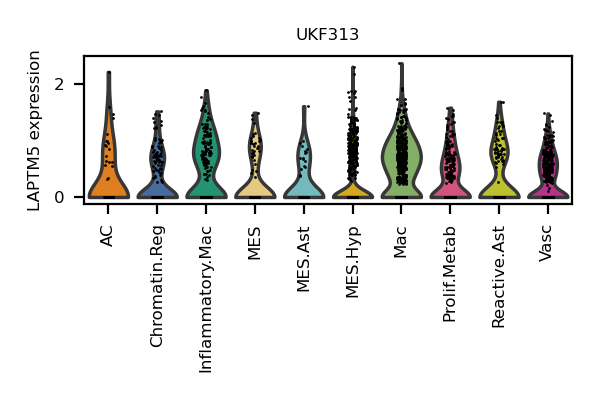 UKF313
LAPTM5 expression
2
0
AC
Chromatin.Reg
Inflammatory.Mac
MES
MES.Ast
MES.Hyp
Mac
Prolif.Metab
Reactive.Ast
Vasc